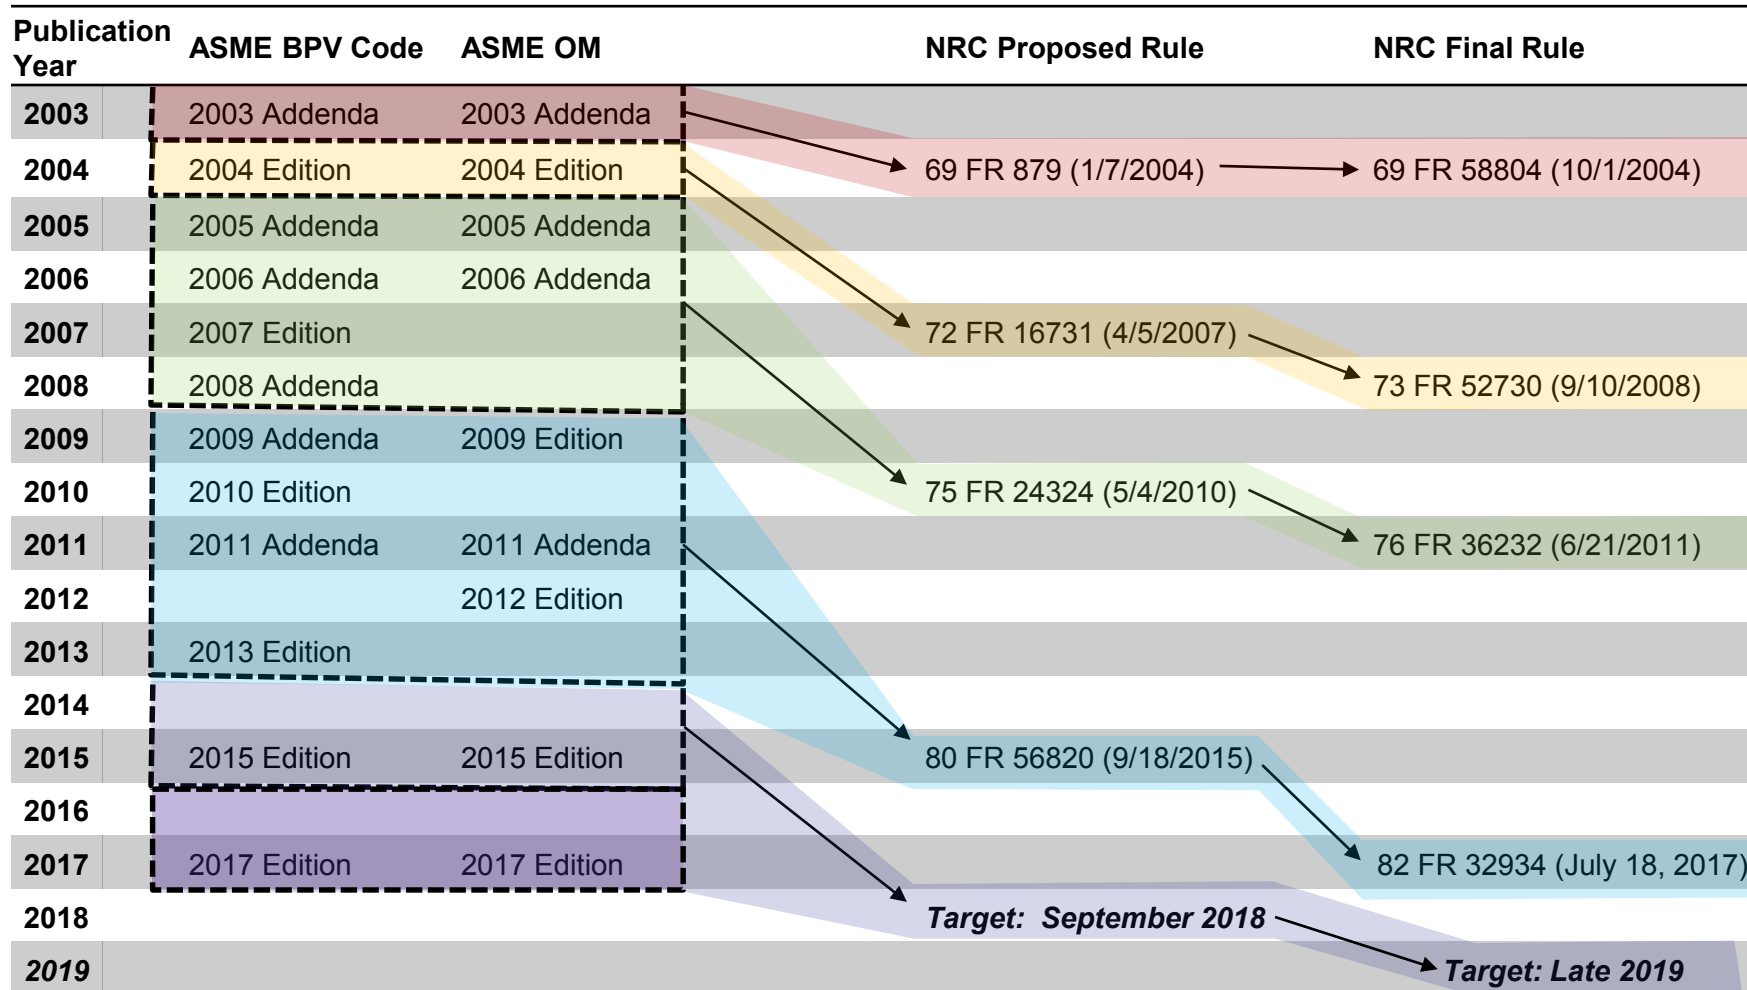 Publication Year ASME BPV Code ASME OM NRC Proposed Rule NRC Final Rule
2003 2003 Addenda 2003 Addenda
2004 2004 Edition 2004 Edition 69 FR 879 (1/7/2004) 69 FR 58804 (10/1/2004)
2005 2005 Addenda 2005 Addenda
2006 2006 Addenda 2006 Addenda
2007 2007 Edition 72 FR 16731 (4/5/2007)
2008 2008 Addenda 73 FR 52730 (9/10/2008)
2009 2009 Addenda 2009 Edition
2010 2010 Edition 75 FR 24324 (5/4/2010)
2011 2011 Addenda 2011 Addenda 76 FR 36232 (6/21/2011)
2012 2012 Edition
2013 2013 Edition
2014
2015 2015 Edition 2015 Edition 80 FR 56820 (9/18/2015)
2016
2017 2017 Edition 2017 Edition 82 FR 32934 (July 18, 2017)
2018 Target: September 2018
2019 Target: Late 2019